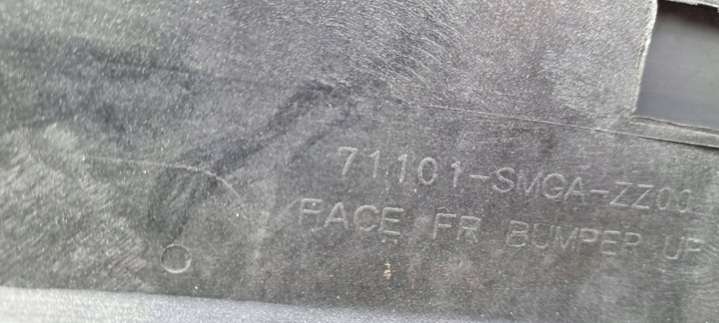 71101-SMGA-ZZ00
FACE, FR BUMPER UP